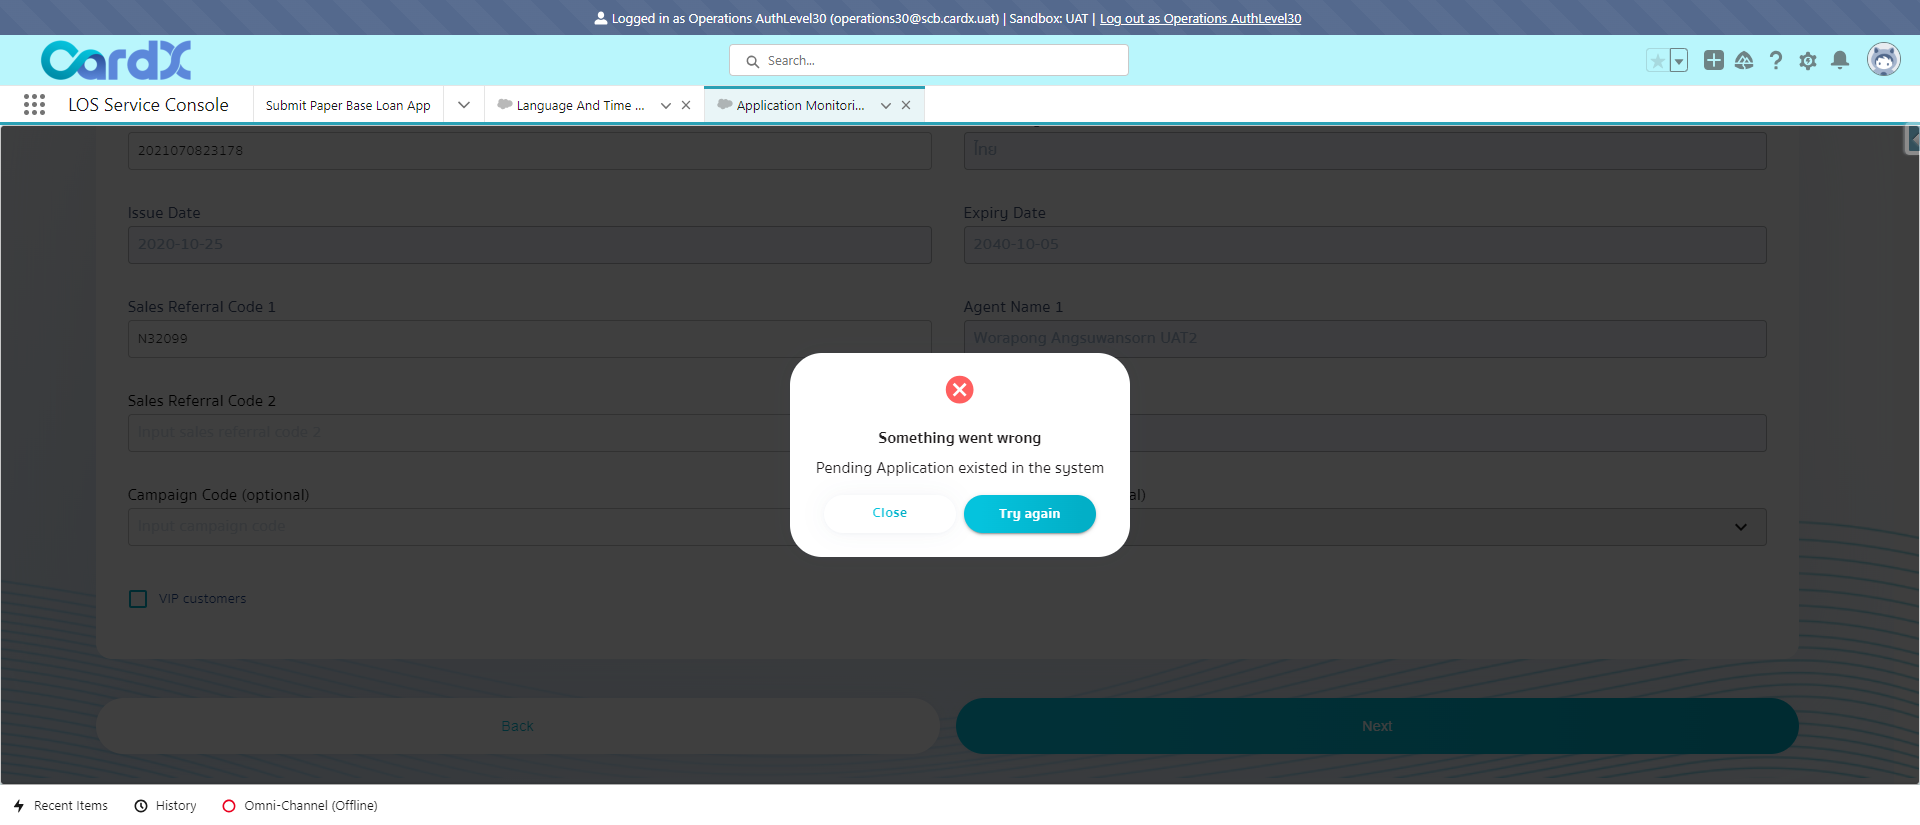 Logged in as Operations AuthLevel30 (operations30@scb.cardx.uat) | Sandbox: UAT | Log out as Operations AuthLevel30
CardX
Search...
LOS Service Console
Submit Paper Base Loan App
Language And Time ...
Application Monitori...
2021070823178
ไทย
Issue Date
Expiry Date
2020-10-25
2040-10-05
Sales Referral Code 1
Agent Name 1
N32099
Worapong Angsuwansorn UAT2
Sales Referral Code 2
Input sales referral code 2
Something went wrong
Pending Application existed in the system
Close
Try again
Campaign Code (optional)
al)
Input campaign code
VIP customers
Back
Next
Recent Items
History
Omni-Channel (Offline)